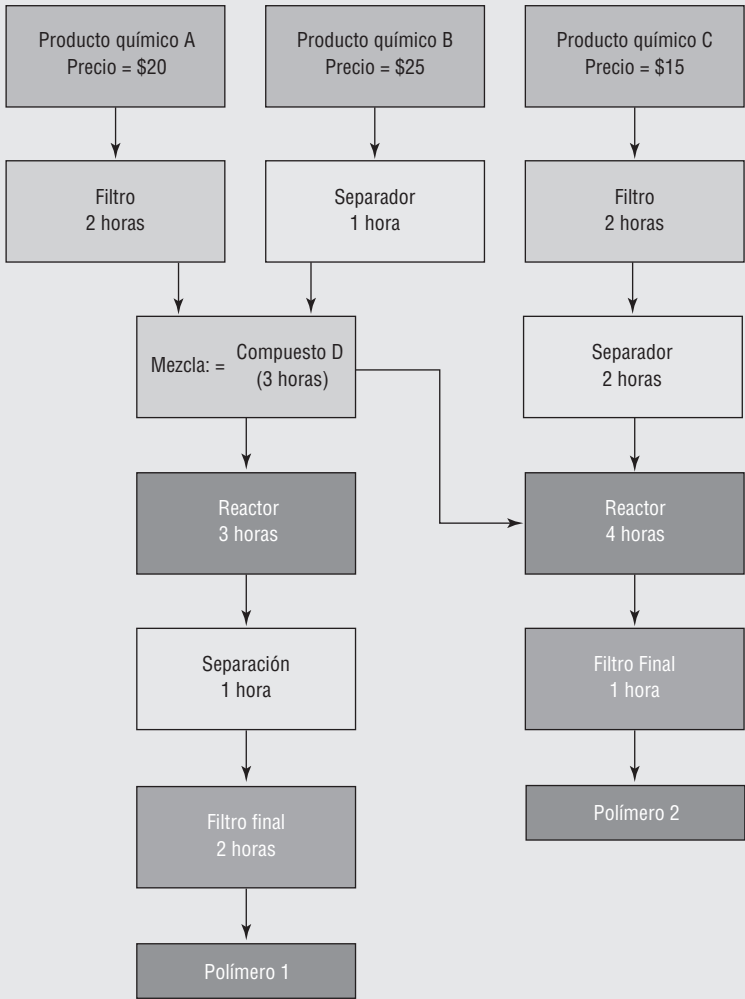 Producto químico A
Precio = $20
Producto químico B
Precio = $25
Producto químico C
Precio = $15
Filtro
2 horas
Separador
1 hora
Filtro
2 horas
Mezcla: = Compuesto D
(3 horas)
Separador
2 horas
Reactor
3 horas
Reactor
4 horas
Separación
1 hora
Filtro Final
1 hora
Filtro final
2 horas
Polímero 2
Polímero 1